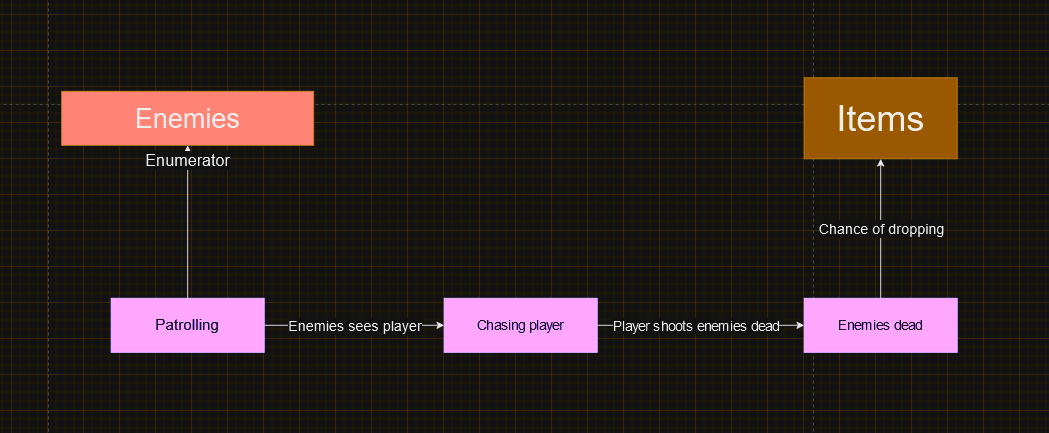 Enemies
Items
Enumerator
Chance of dropping
Patrolling
Enemies sees player
Chasing player
Player shoots enemies dead
Enemies dead